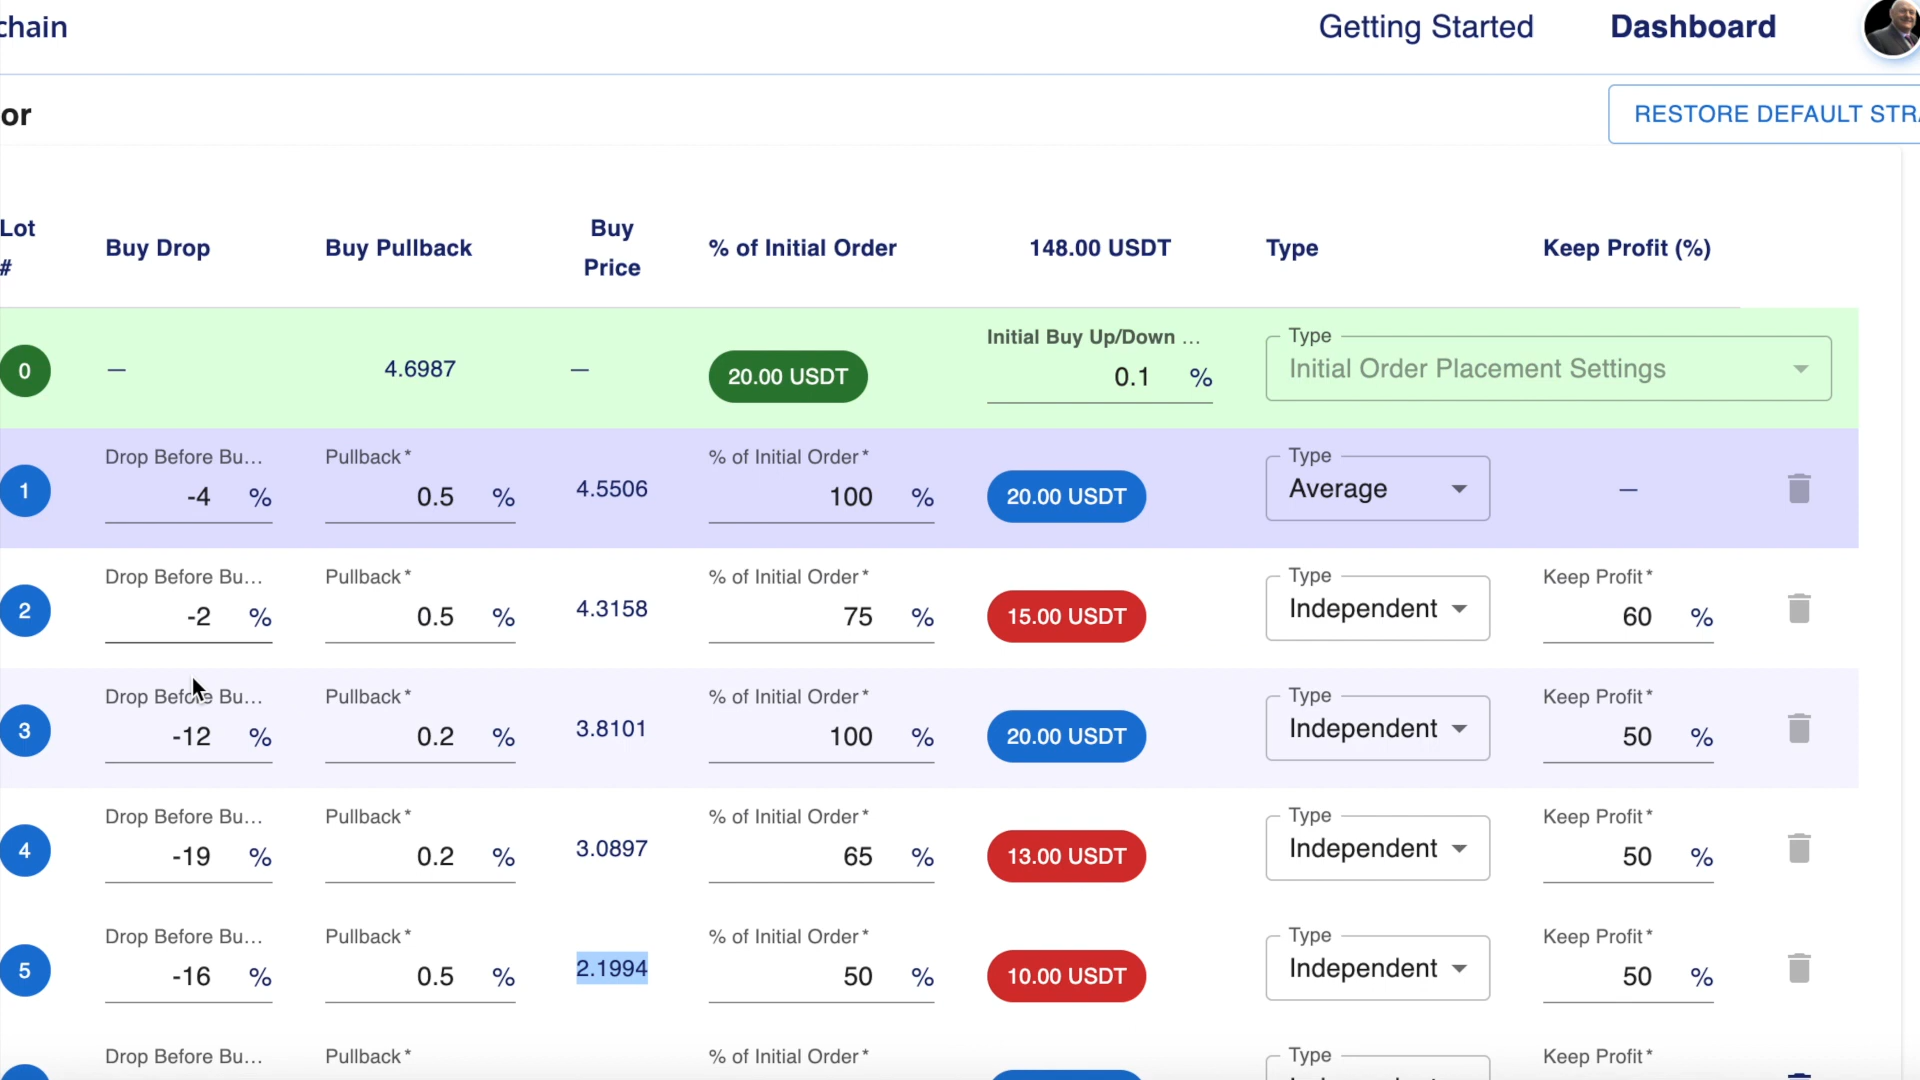 chain
Getting Started
Dashboard
or
RESTORE DEFAULT STR
Lot #
Buy Drop
Buy Pullback
Buy Price
% of Initial Order
148.00 USDT
Type
Keep Profit (%)
0
—
4.6987
—
20.00 USDT
Initial Buy Up/Down ...
0.1 %
Type
Initial Order Placement Settings
1
Drop Before Bu...
-4 %
Pullback*
0.5 %
4.5506
% of Initial Order*
100 %
20.00 USDT
Type
Average
—
2
Drop Before Bu...
-2 %
Pullback*
0.5 %
4.3158
% of Initial Order*
75 %
15.00 USDT
Type
Independent
Keep Profit*
60 %
3
Drop Before Bu...
-12 %
Pullback*
0.2 %
3.8101
% of Initial Order*
100 %
20.00 USDT
Type
Independent
Keep Profit*
50 %
4
Drop Before Bu...
-19 %
Pullback*
0.2 %
3.0897
% of Initial Order*
65 %
13.00 USDT
Type
Independent
Keep Profit*
50 %
5
Drop Before Bu...
-16 %
Pullback*
0.5 %
2.1994
% of Initial Order*
50 %
10.00 USDT
Type
Independent
Keep Profit*
50 %
Drop Before Bu...
Pullback*
% of Initial Order*
Type
Keep Profit*